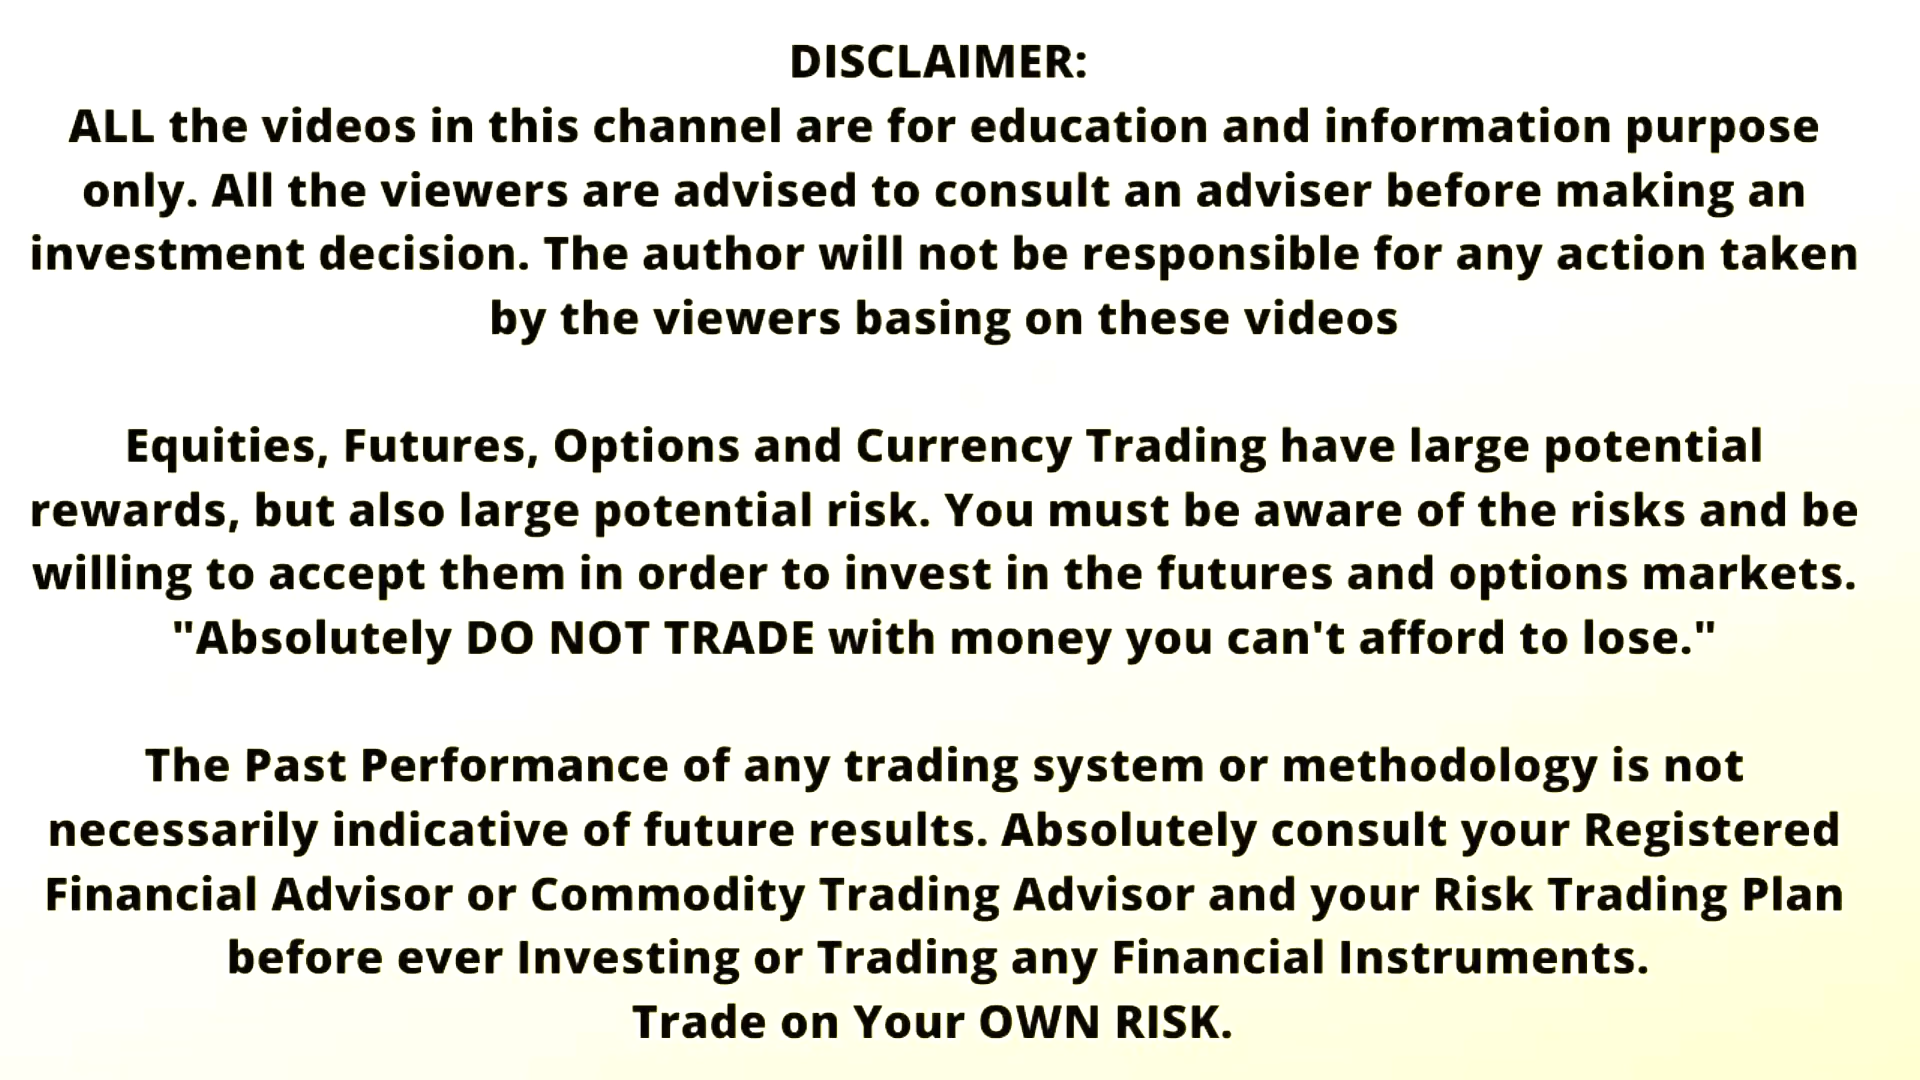 DISCLAIMER:
ALL the videos in this channel are for education and information purpose
only. All the viewers are advised to consult an adviser before making an
investment decision. The author will not be responsible for any action taken
by the viewers basing on these videos
Equities, Futures, Options and Currency Trading have large potential
rewards, but also large potential risk. You must be aware of the risks and be
willing to accept them in order to invest in the futures and options markets.
"Absolutely DO NOT TRADE with money you can't afford to lose."
The Past Performance of any trading system or methodology is not
necessarily indicative of future results. Absolutely consult your Registered
Financial Advisor or Commodity Trading Advisor and your Risk Trading Plan
before ever Investing or Trading any Financial Instruments.
Trade on Your OWN RISK.